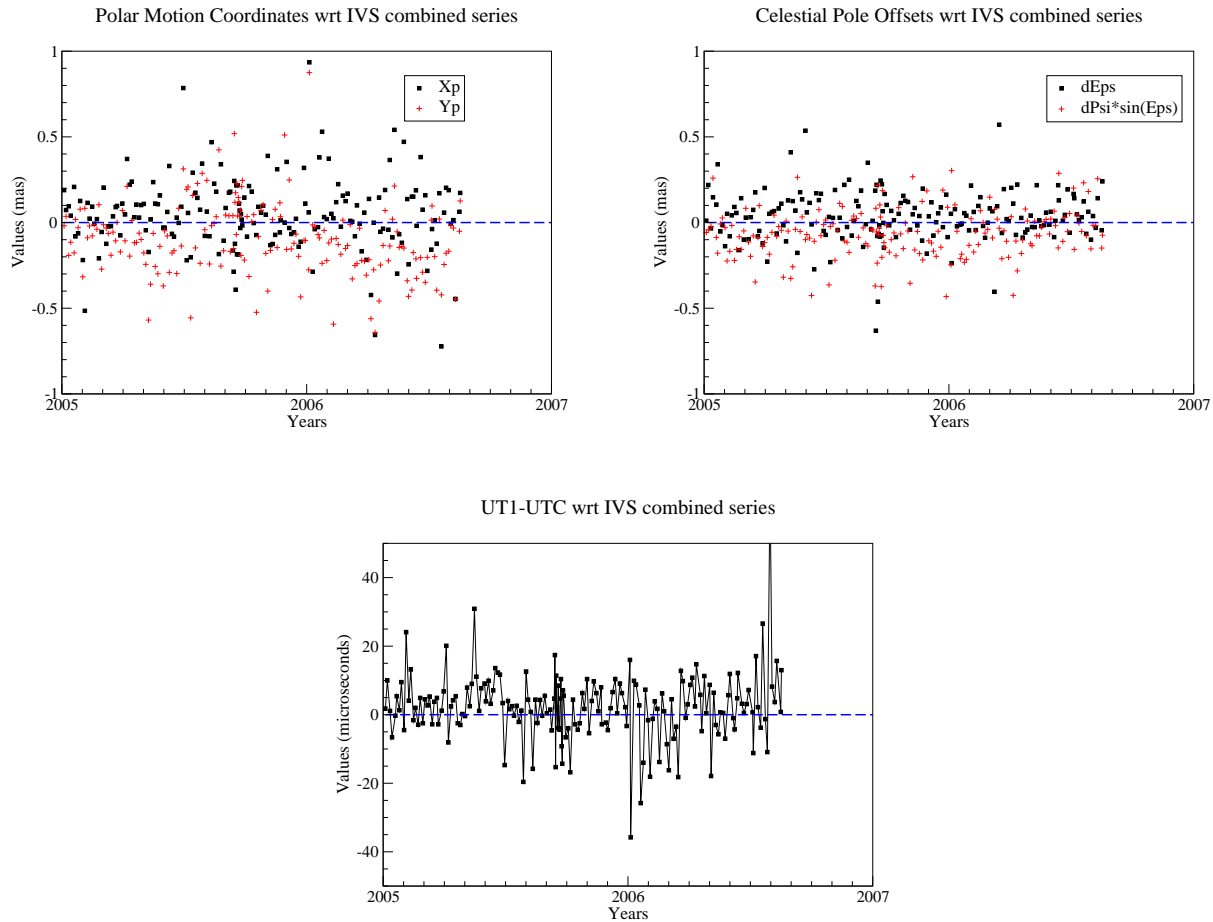 Polar Motion Coordinates wrt IVS combined series
1
0.5
0
-0.5
-1
Values (mas)
Xp
Yp
2005
2006
2007
Years
Celestial Pole Offsets wrt IVS combined series
1
0.5
0
-0.5
-1
Values (mas)
dEps
dPsi*sin(Eps)
2005
2006
2007
Years
UT1-UTC wrt IVS combined series
40
20
0
-20
-40
Values (microseconds)
2005
2006
2007
Years